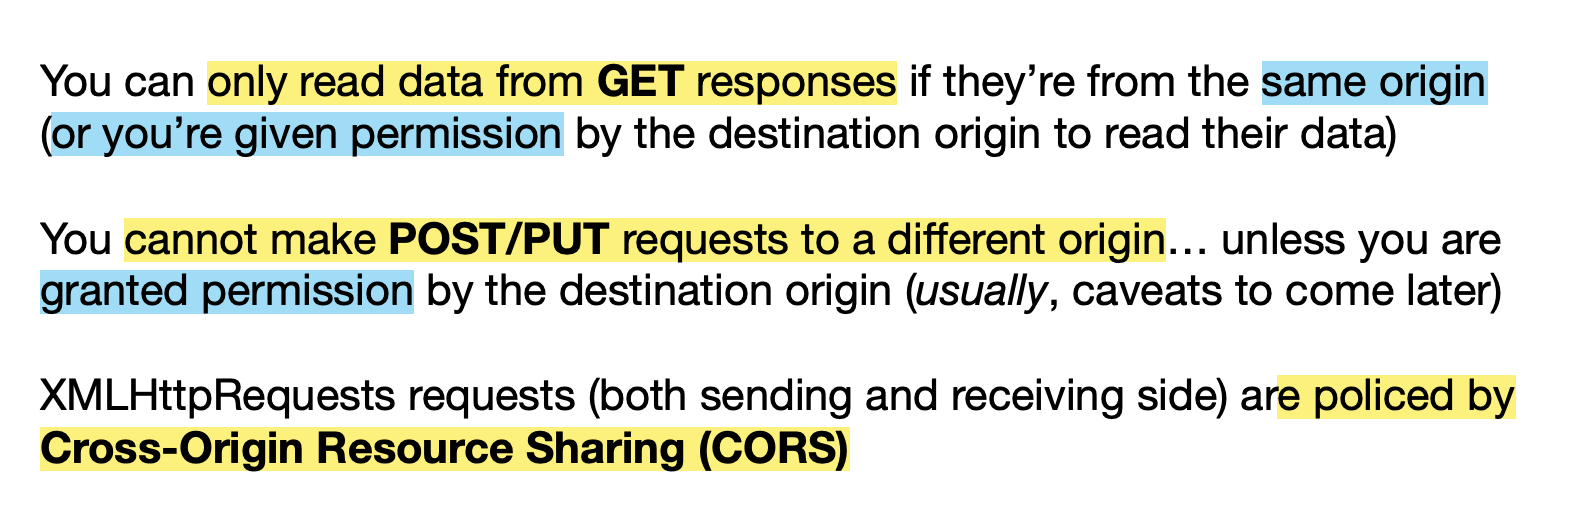 You can only read data from GET responses if they’re from the same origin
(or you’re given permission by the destination origin to read their data)
You cannot make POST/PUT requests to a different origin… unless you are
granted permission by the destination origin (usually, caveats to come later)
XMLHttpRequests requests (both sending and receiving side) are policed by
Cross-Origin Resource Sharing (CORS)